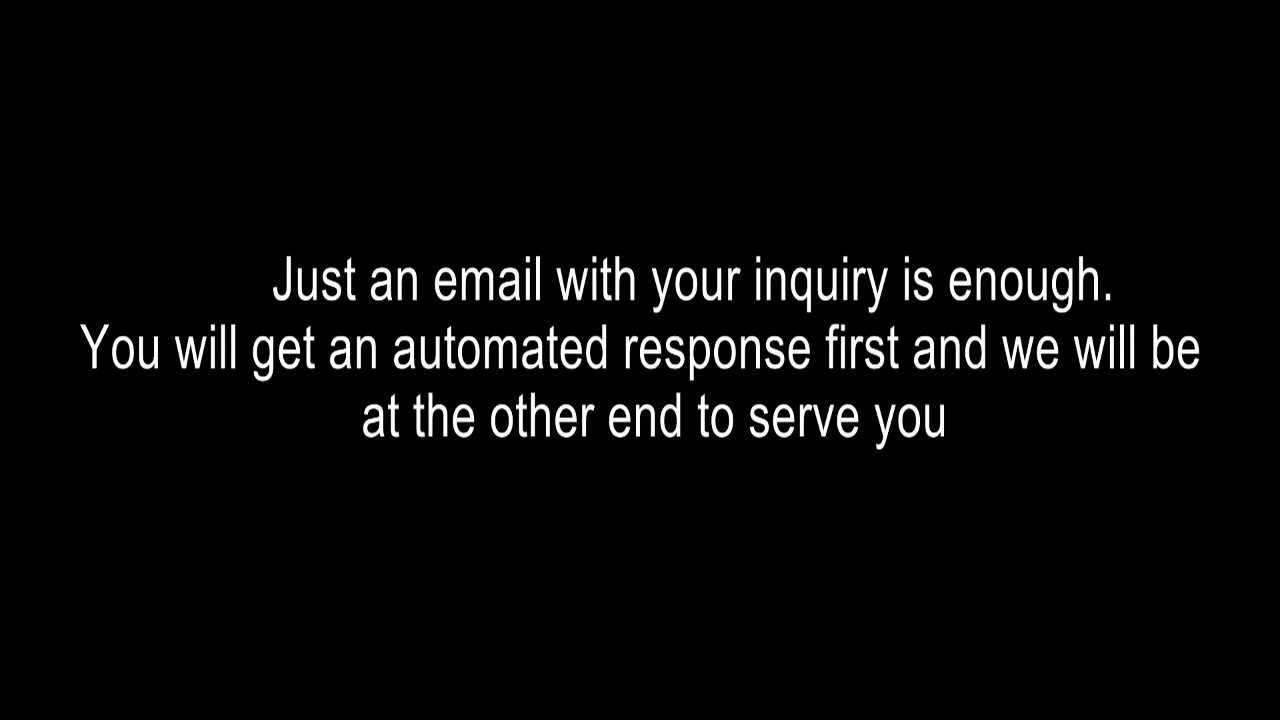 Just an email with your inquiry is enough.
You will get an automated response first and we will be
at the other end to serve you